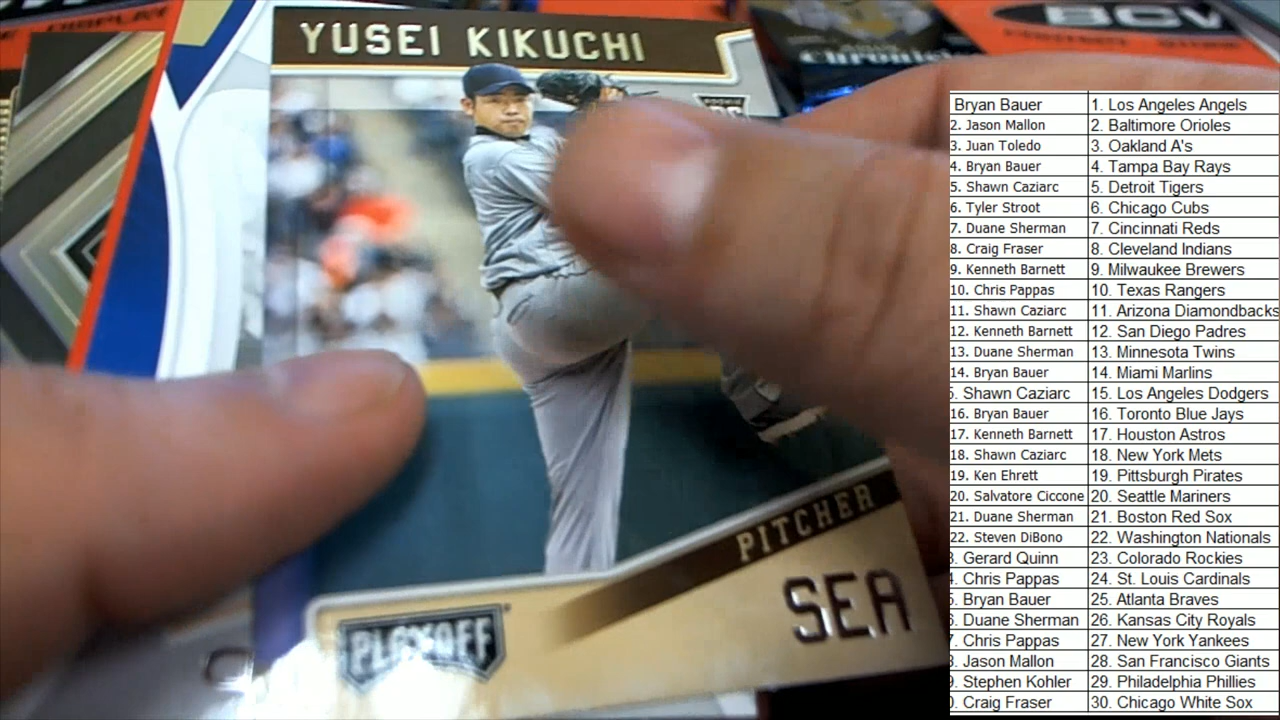 YUSEI KIKUCHI
ROOKIE
BCW
Chronicles
PITCHER
SEA
PLAYOFF
Bryan Bauer 1. Los Angeles Angels
2. Jason Mallon 2. Baltimore Orioles
3. Juan Toledo 3. Oakland A's
4. Bryan Bauer 4. Tampa Bay Rays
5. Shawn Caziarc 5. Detroit Tigers
6. Tyler Stroot 6. Chicago Cubs
7. Duane Sherman 7. Cincinnati Reds
8. Craig Fraser 8. Cleveland Indians
9. Kenneth Barnett 9. Milwaukee Brewers
10. Chris Pappas 10. Texas Rangers
11. Shawn Caziarc 11. Arizona Diamondbacks
12. Kenneth Barnett 12. San Diego Padres
13. Duane Sherman 13. Minnesota Twins
14. Bryan Bauer 14. Miami Marlins
5. Shawn Caziarc 15. Los Angeles Dodgers
16. Bryan Bauer 16. Toronto Blue Jays
17. Kenneth Barnett 17. Houston Astros
18. Shawn Caziarc 18. New York Mets
19. Ken Ehrett 19. Pittsburgh Pirates
20. Salvatore Ciccone 20. Seattle Mariners
21. Duane Sherman 21. Boston Red Sox
22. Steven DiBono 22. Washington Nationals
3. Gerard Quinn 23. Colorado Rockies
4. Chris Pappas 24. St. Louis Cardinals
5. Bryan Bauer 25. Atlanta Braves
6. Duane Sherman 26. Kansas City Royals
7. Chris Pappas 27. New York Yankees
8. Jason Mallon 28. San Francisco Giants
9. Stephen Kohler 29. Philadelphia Phillies
0. Craig Fraser 30. Chicago White Sox